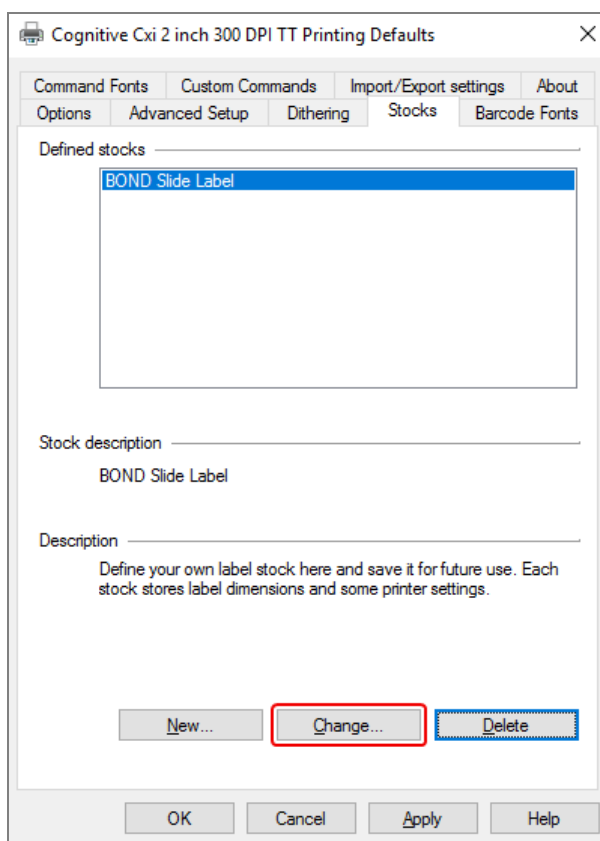 Cognitive Cxi 2 inch 300 DPI TT Printing Defaults
Command Fonts Custom Commands Import/Export settings About
Options Advanced Setup Dithering Stocks Barcode Fonts
Defined stocks
BOND Slide Label
Stock description
BOND Slide Label
Description
Define your own label stock here and save it for future use. Each
stock stores label dimensions and some printer settings.
New... Change... Delete
OK Cancel Apply Help